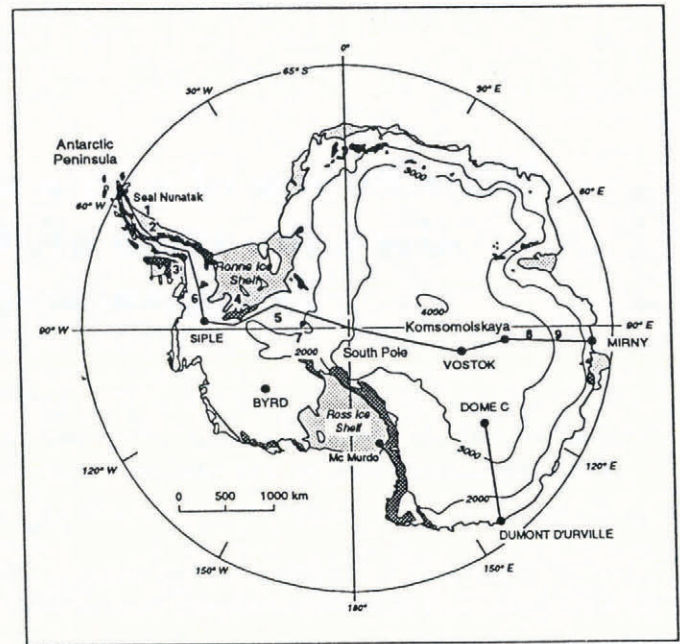 0°
65° S
30° W
30° E
Antarctic
Peninsula
60° W
Seal Nunatak
1
2
3
3000
60° E
Ronne Ice
Shelf
4
6
5
4000
90° W
SIPLE
7
2000
South Pole
Komsomolskaya
8
9
90° E
MIRNY
VOSTOK
BYRD
DOME C
Ross Ice
Shelf
Mc Murdo
3000
120° W
120° E
0 500 1000 km
2000
DUMONT D'URVILLE
150° W
150° E
180°